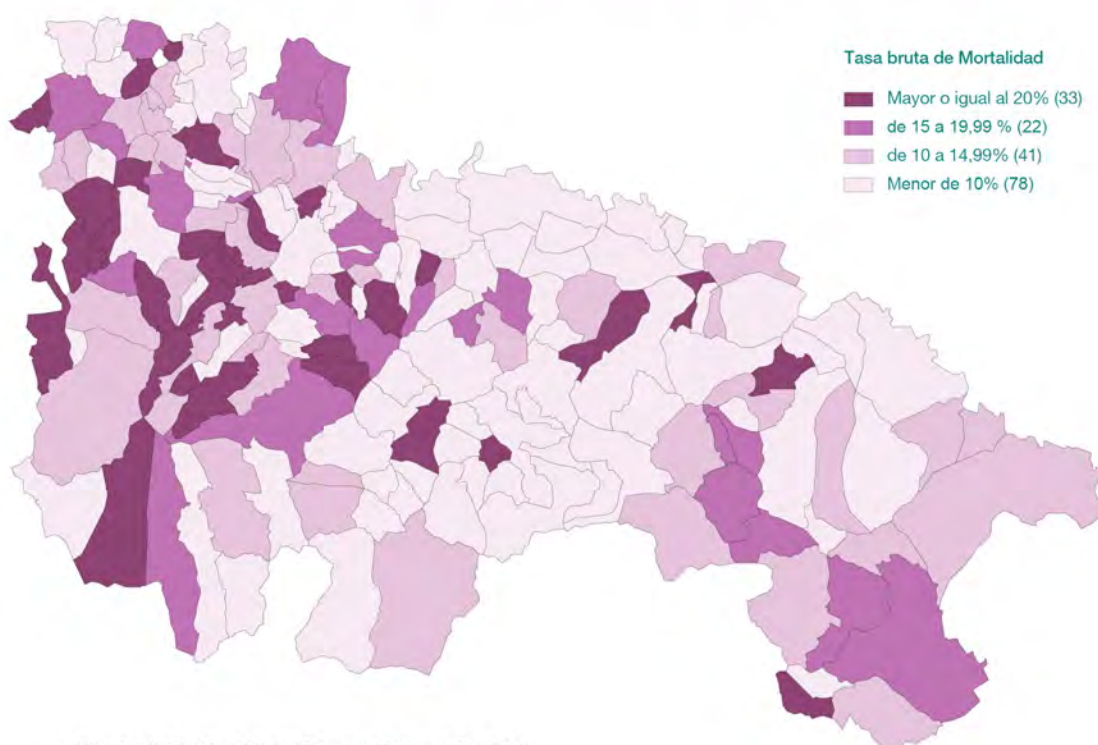 Tasa bruta de Mortalidad
Mayor o igual al 20% (33)
de 15 a 19,99 % (22)
de 10 a 14,99% (41)
Menor de 10% (78)